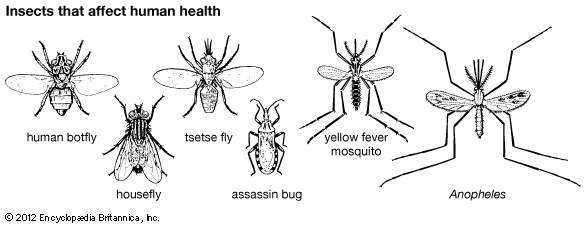 Insects that affect human health
human botfly
housefly
tsetse fly
assassin bug
yellow fever
mosquito
Anopheles
© 2012 Encyclopædia Britannica, Inc.